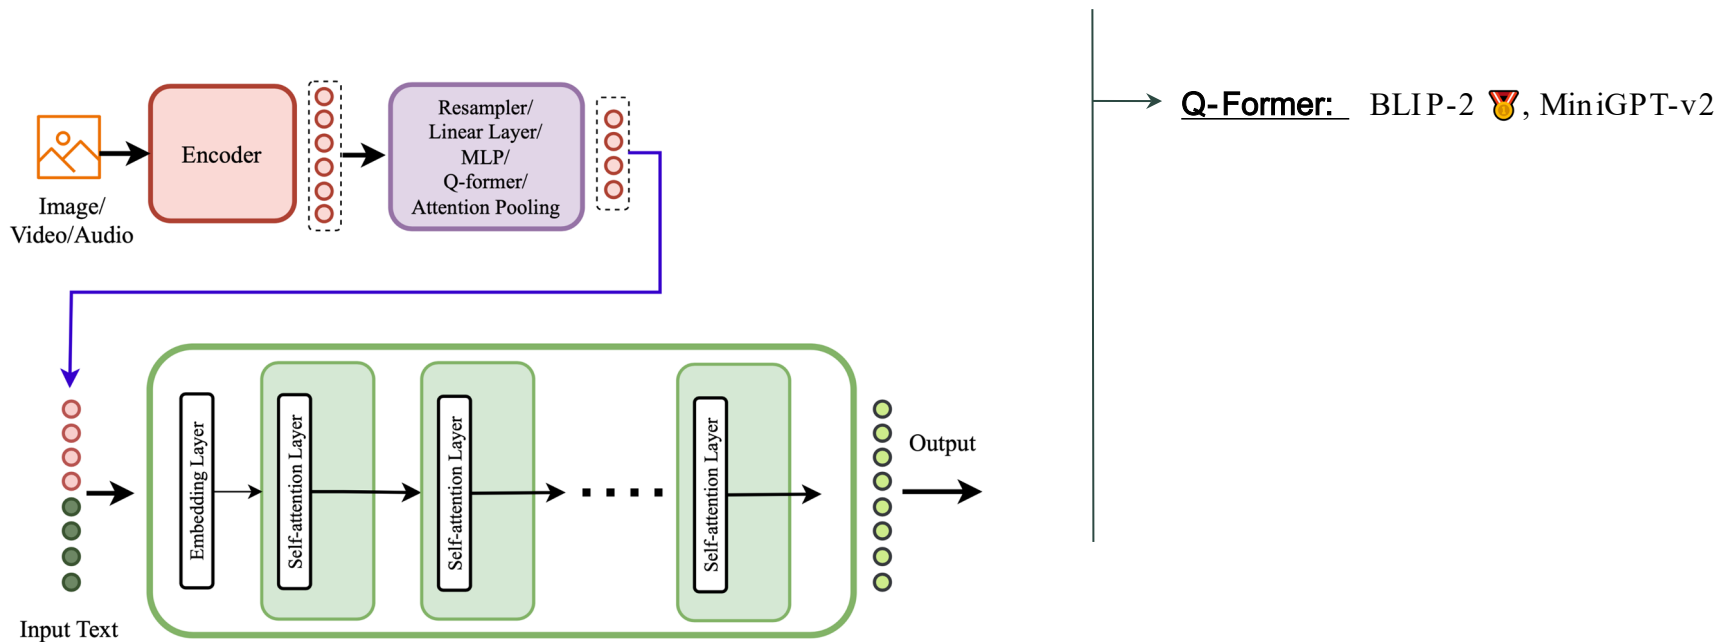 Image/
Video/Audio
Encoder
Resampler/
Linear Layer/
MLP/
Q-former/
Attention Pooling
Q-Former: BLIP-2 🏅, MiniGPT-v2
Input Text
Embedding Layer
Self-attention Layer
Self-attention Layer
Self-attention Layer
Output